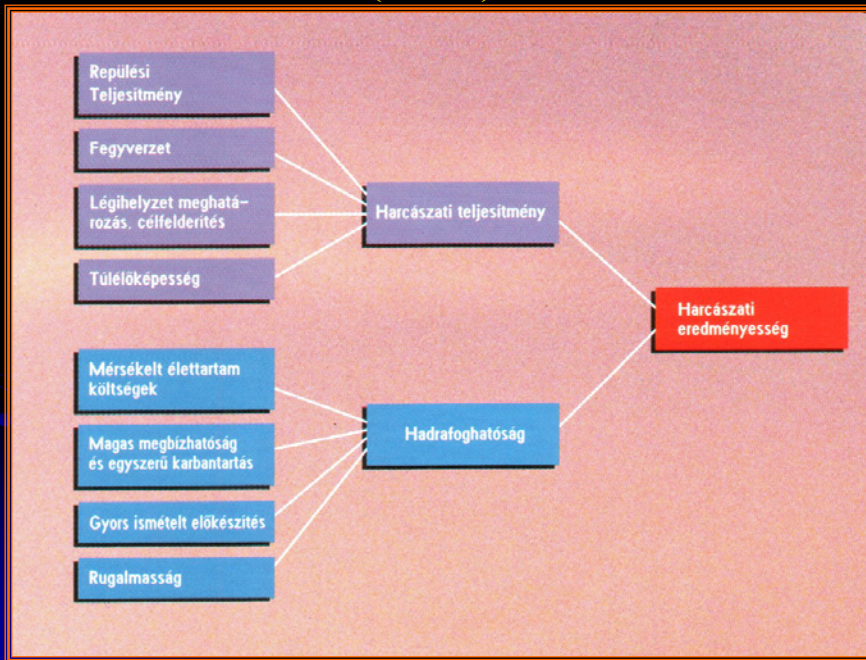 Repülési
Teljesítmény
Fegyverzet
Légihelyzet meghatá-
rozás, célfelderítés
Túlélőképesség
Harcászati teljesítmény
Harcászati
eredményesség
Mérsékelt élettartam
költségek
Magas megbízhatóság
és egyszerű karbantartás
Gyors ismételt előkészítés
Rugalmasság
Hadrafoghatóság